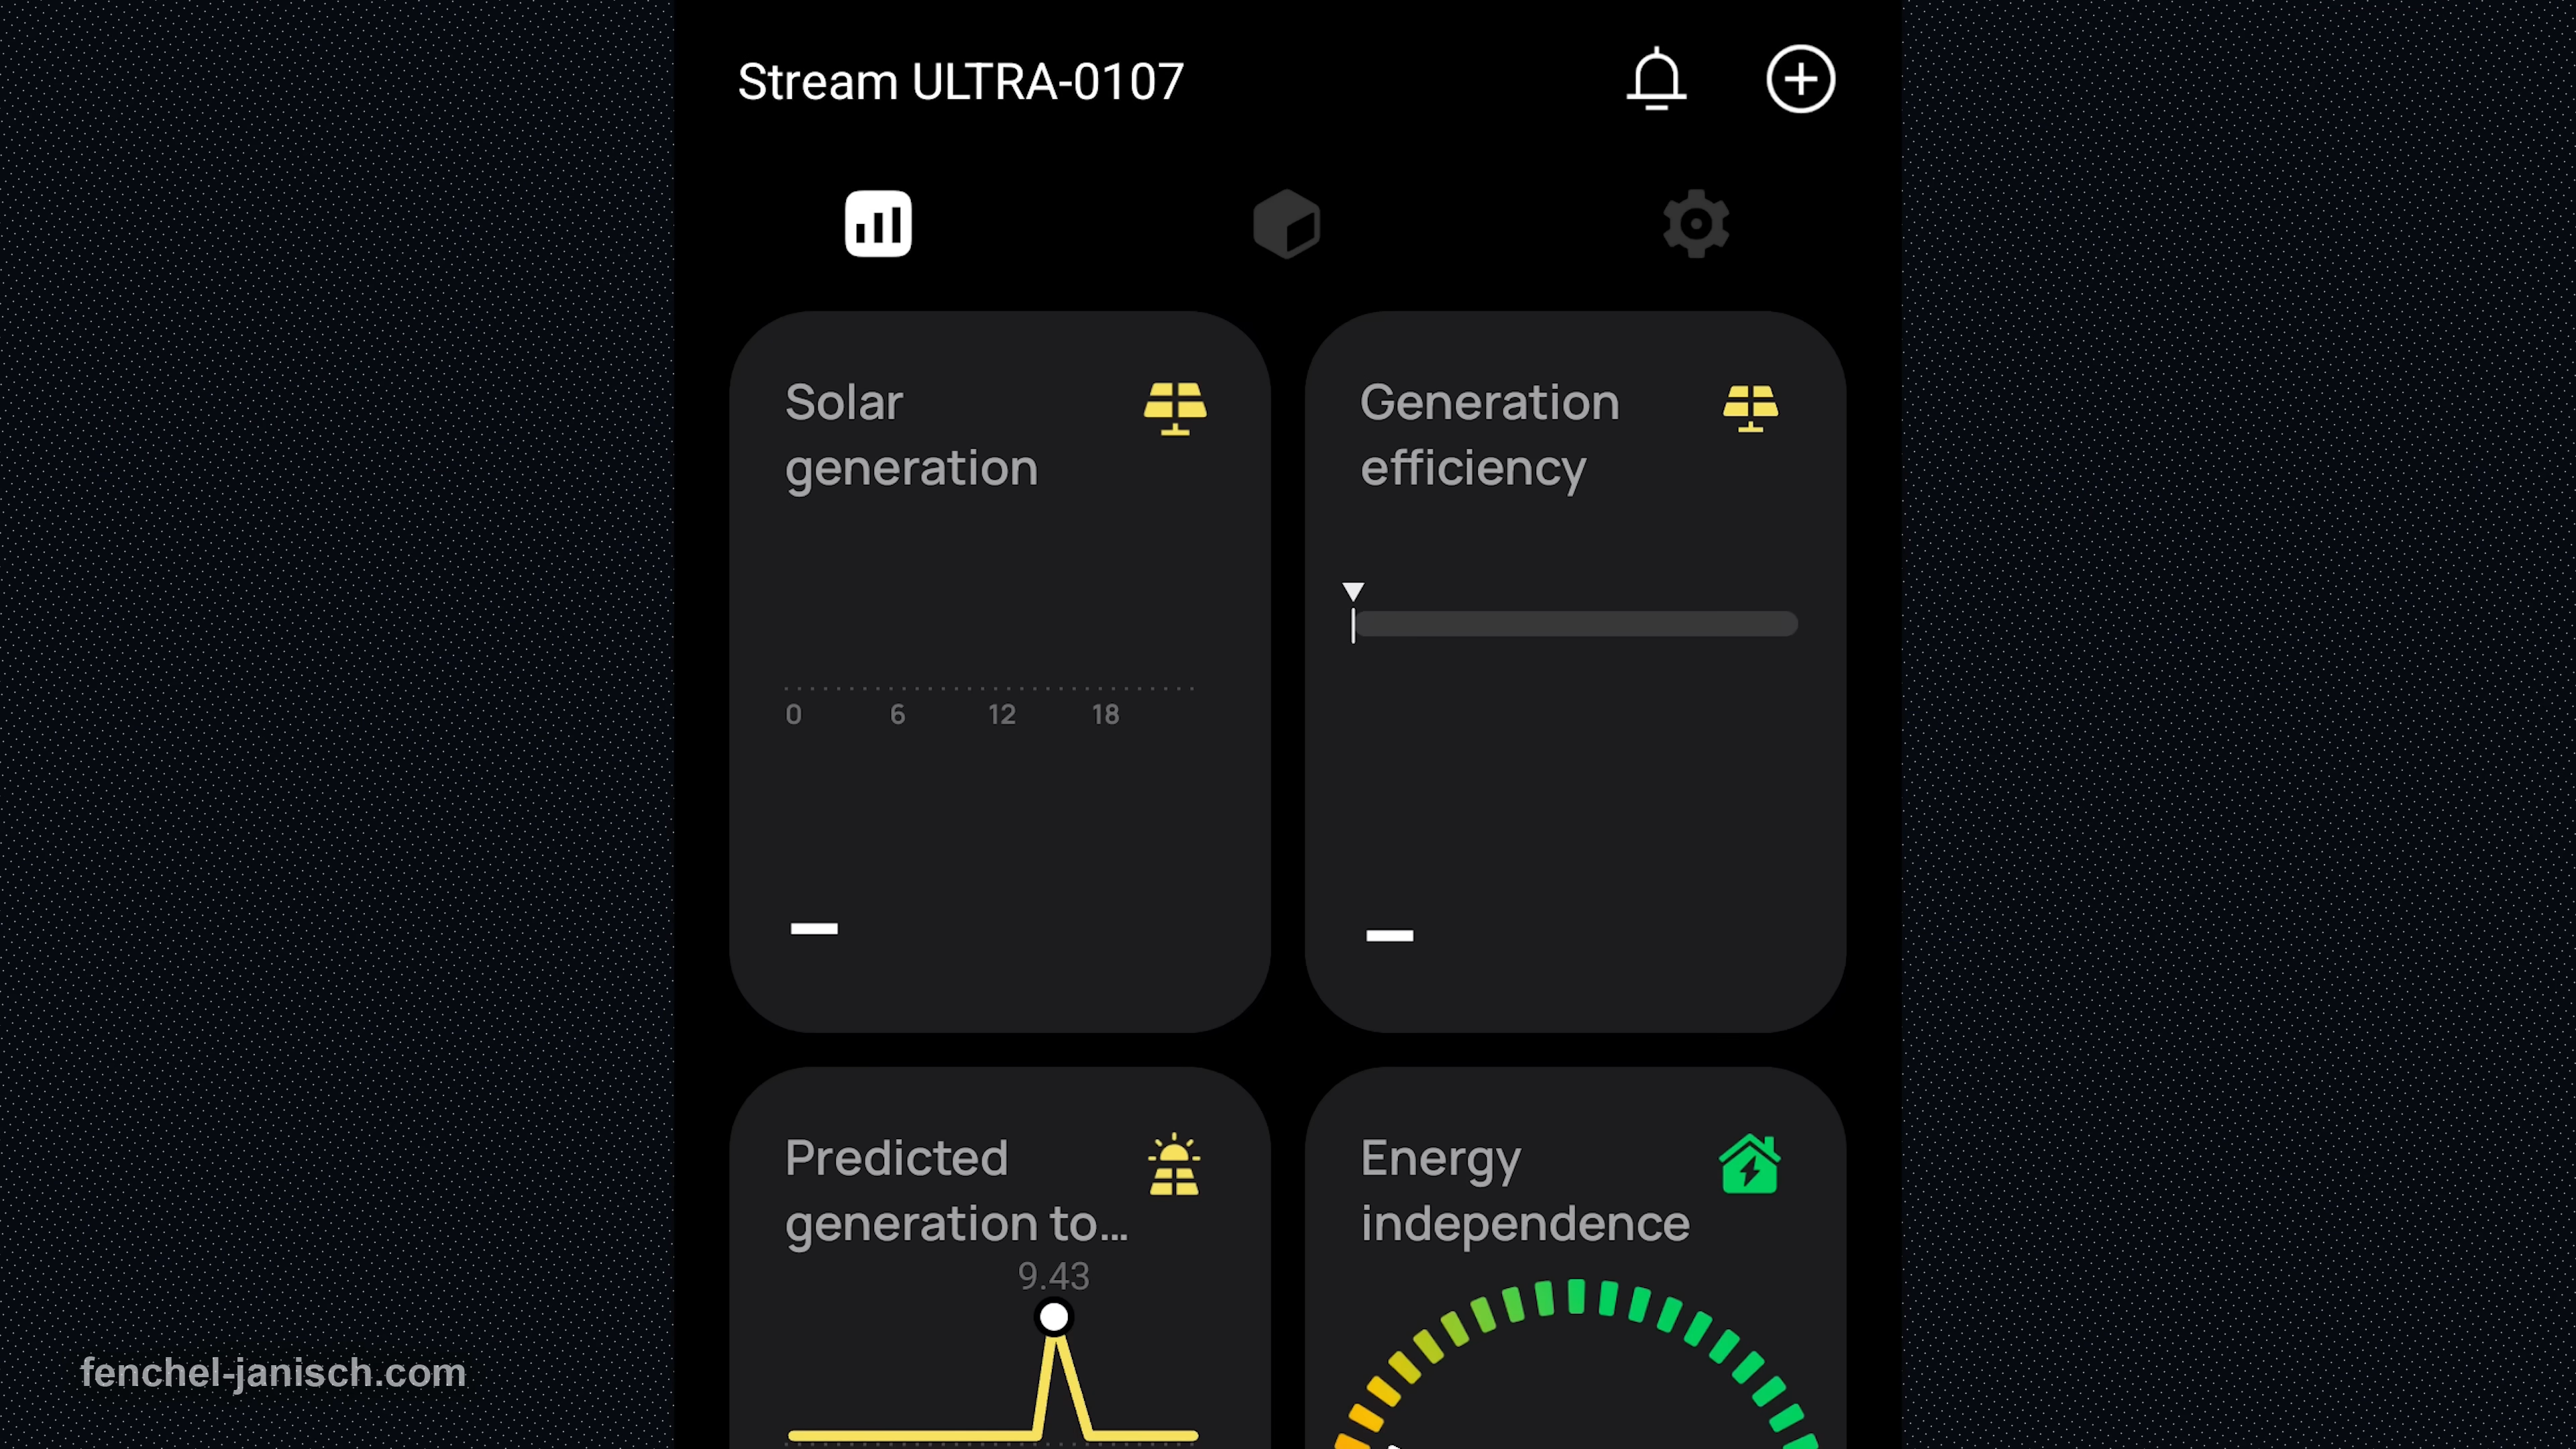 Stream ULTRA-0107
Solar
generation
0 6 12 18
–
Generation
efficiency
–
Predicted
generation to...
9.43
Energy
independence
fenchel-janisch.com